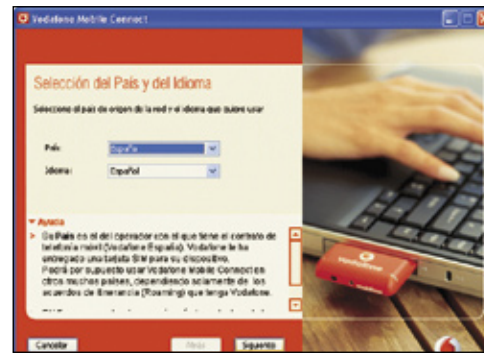 Vodafone Mobile Connect
Selección del País y del Idioma
Seleccione el país de origen de la red y el idioma que quiere usar
País:
España
Idioma:
Español
Ayuda
De País es el del operador con el que tiene el contrato de
telefonía móvil (Vodafone España). Vodafone le ha
entregado una tarjeta SIM para su dispositivo.
Podrá por supuesto usar Vodafone Mobile Connect en
otros muchos países, dependiendo solamente de los
acuerdos de Itinerancia (Roaming) que tenga Vodafone.
Cancelar
Atrás
Siguiente
vodafone